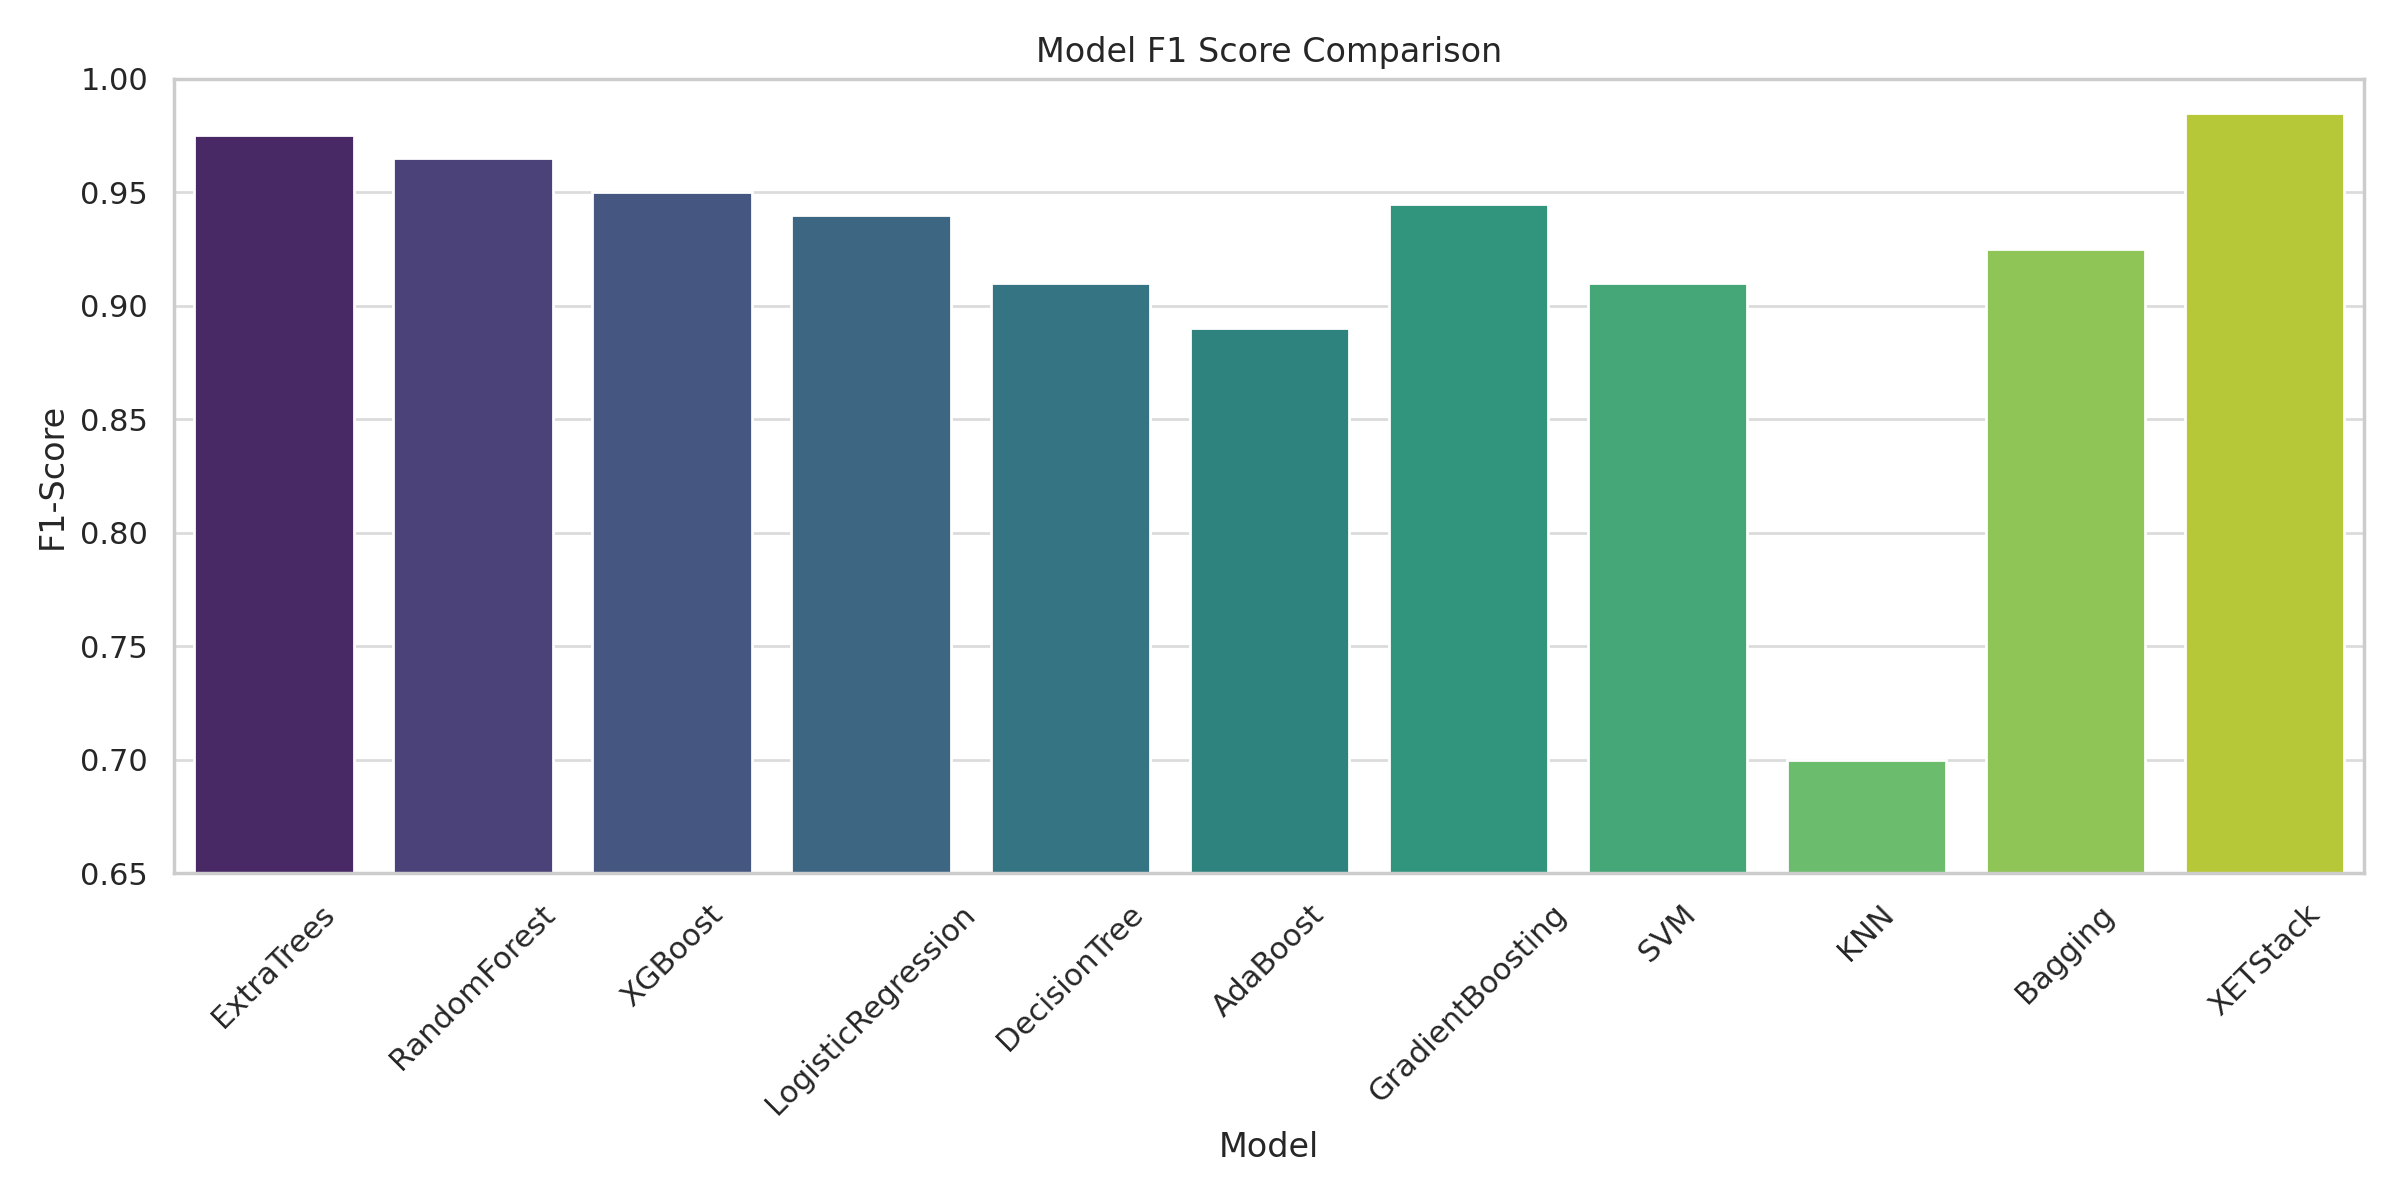 Model F1 Score Comparison
F1-Score
1.00
0.95
0.90
0.85
0.80
0.75
0.70
0.65
ExtraTrees
RandomForest
XGBoost
LogisticRegression
DecisionTree
AdaBoost
GradientBoosting
SVM
KNN
Bagging
XETStack
Model